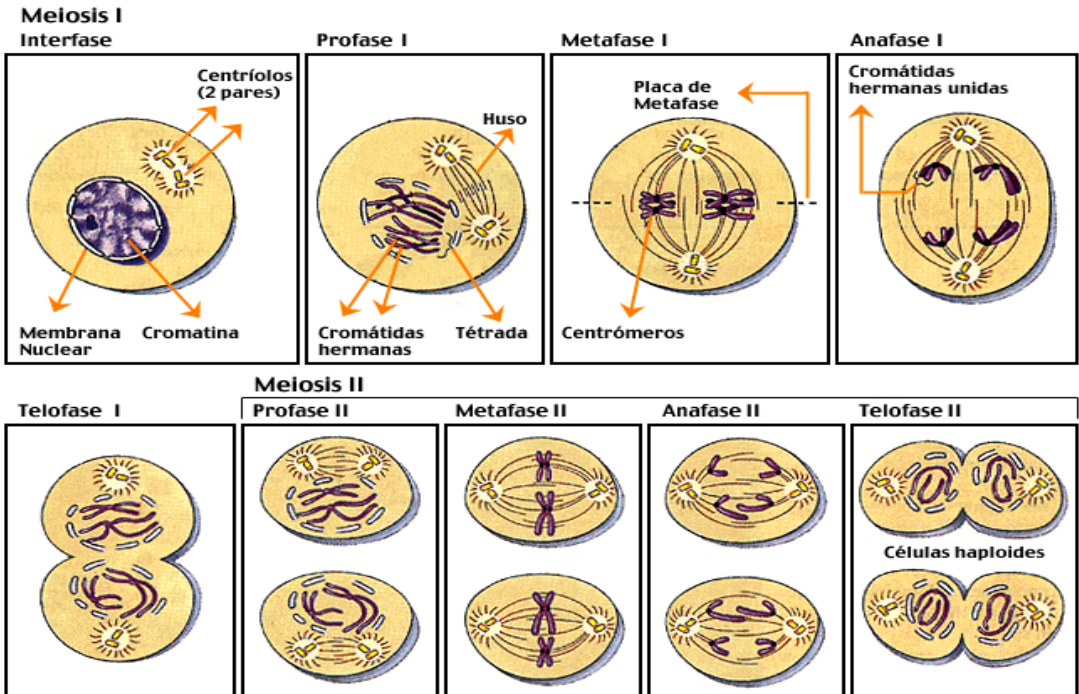 Meiosis I
Interfase
Profase I
Metafase I
Anafase I
Centríolos
(2 pares)
Membrana
Nuclear
Cromatina
Huso
Cromátidas
hermanas
Tétrada
Placa de
Metafase
Centrómeros
Cromátidas
hermanas unidas
Meiosis II
Telofase I
Profase II
Metafase II
Anafase II
Telofase II
Células haploides